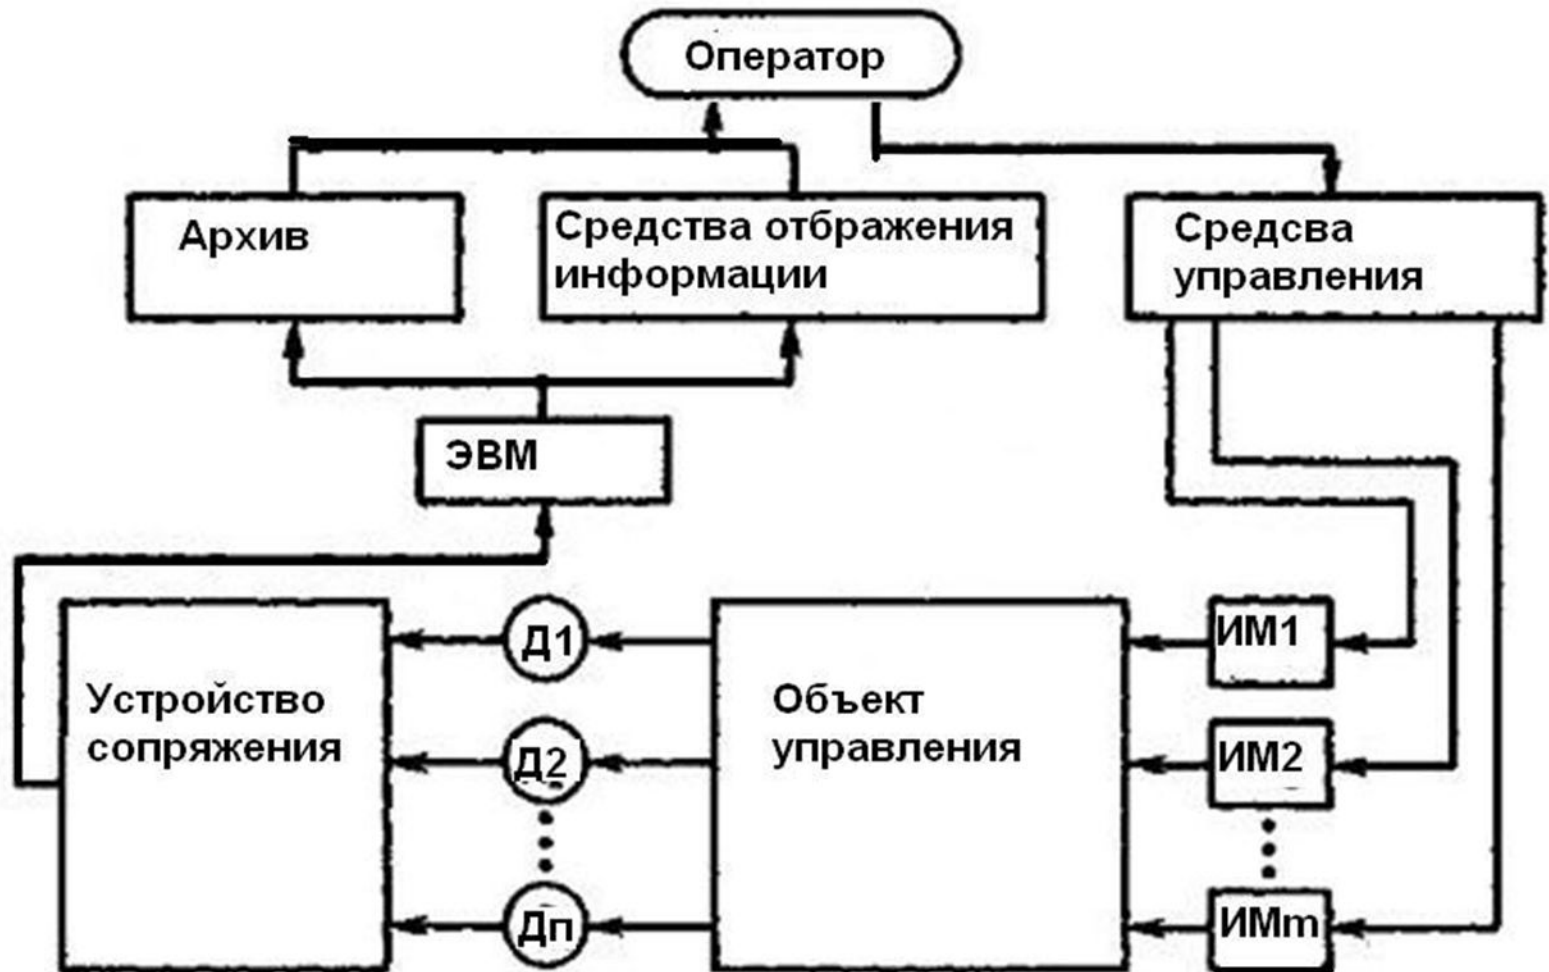 Оператор
Архив
Средства отбражения
информации
Средсва
управления
ЭВМ
Устройство
сопряжения
Д1
Д2
Дп
Объект
управления
ИМ1
ИМ2
ИМm